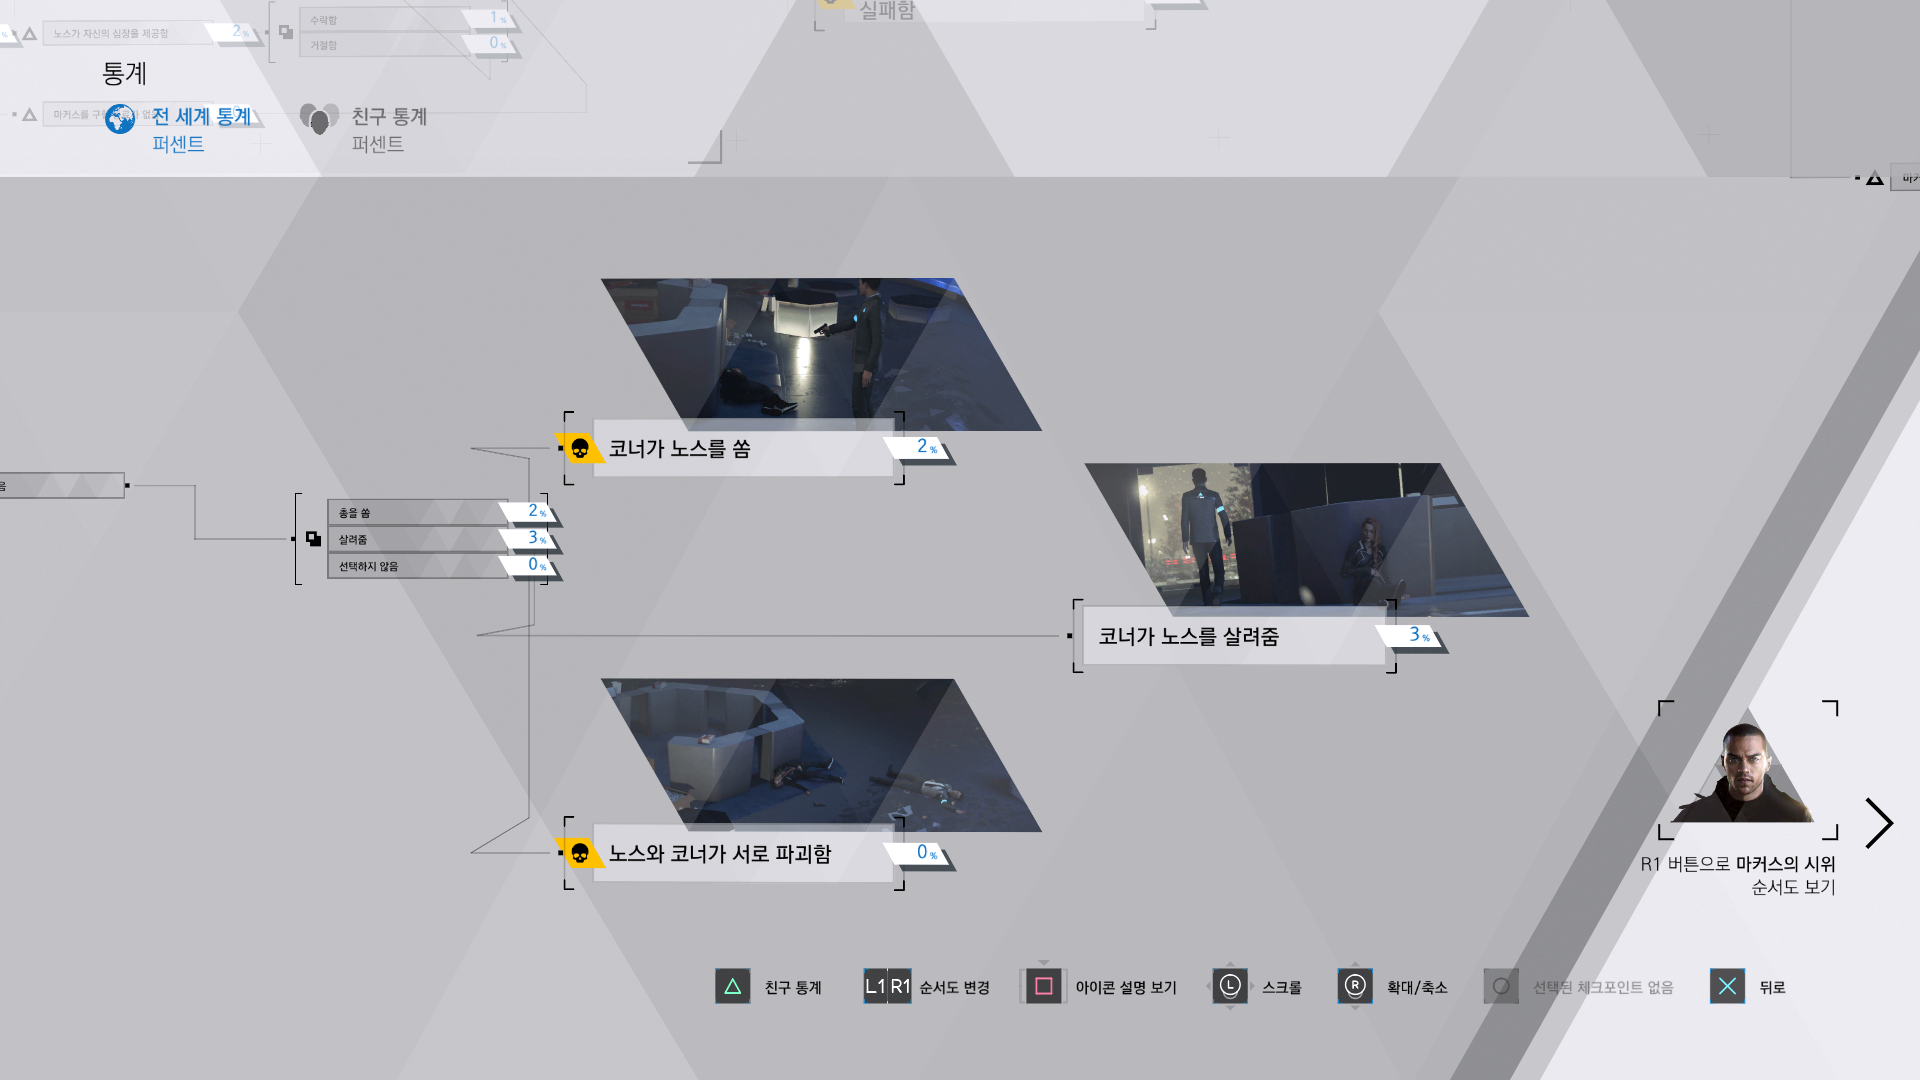 노스가 자신의 심장을 제공함
2%
수락함
1%
거절함
0%
실패함
통계
전 세계 통계
퍼센트
친구 통계
퍼센트
마커스를 구
코너가 노스를 쏨
2%
총을 쏨
2%
살려줌
3%
선택하지 않음
0%
코너가 노스를 살려줌
3%
노스와 코너가 서로 파괴함
0%
R1 버튼으로 마커스의 시위
순서도 보기
친구 통계
L1 R1 순서도 변경
아이콘 설명 보기
L 스크롤
R 확대/축소
선택된 체크포인트 없음
뒤로